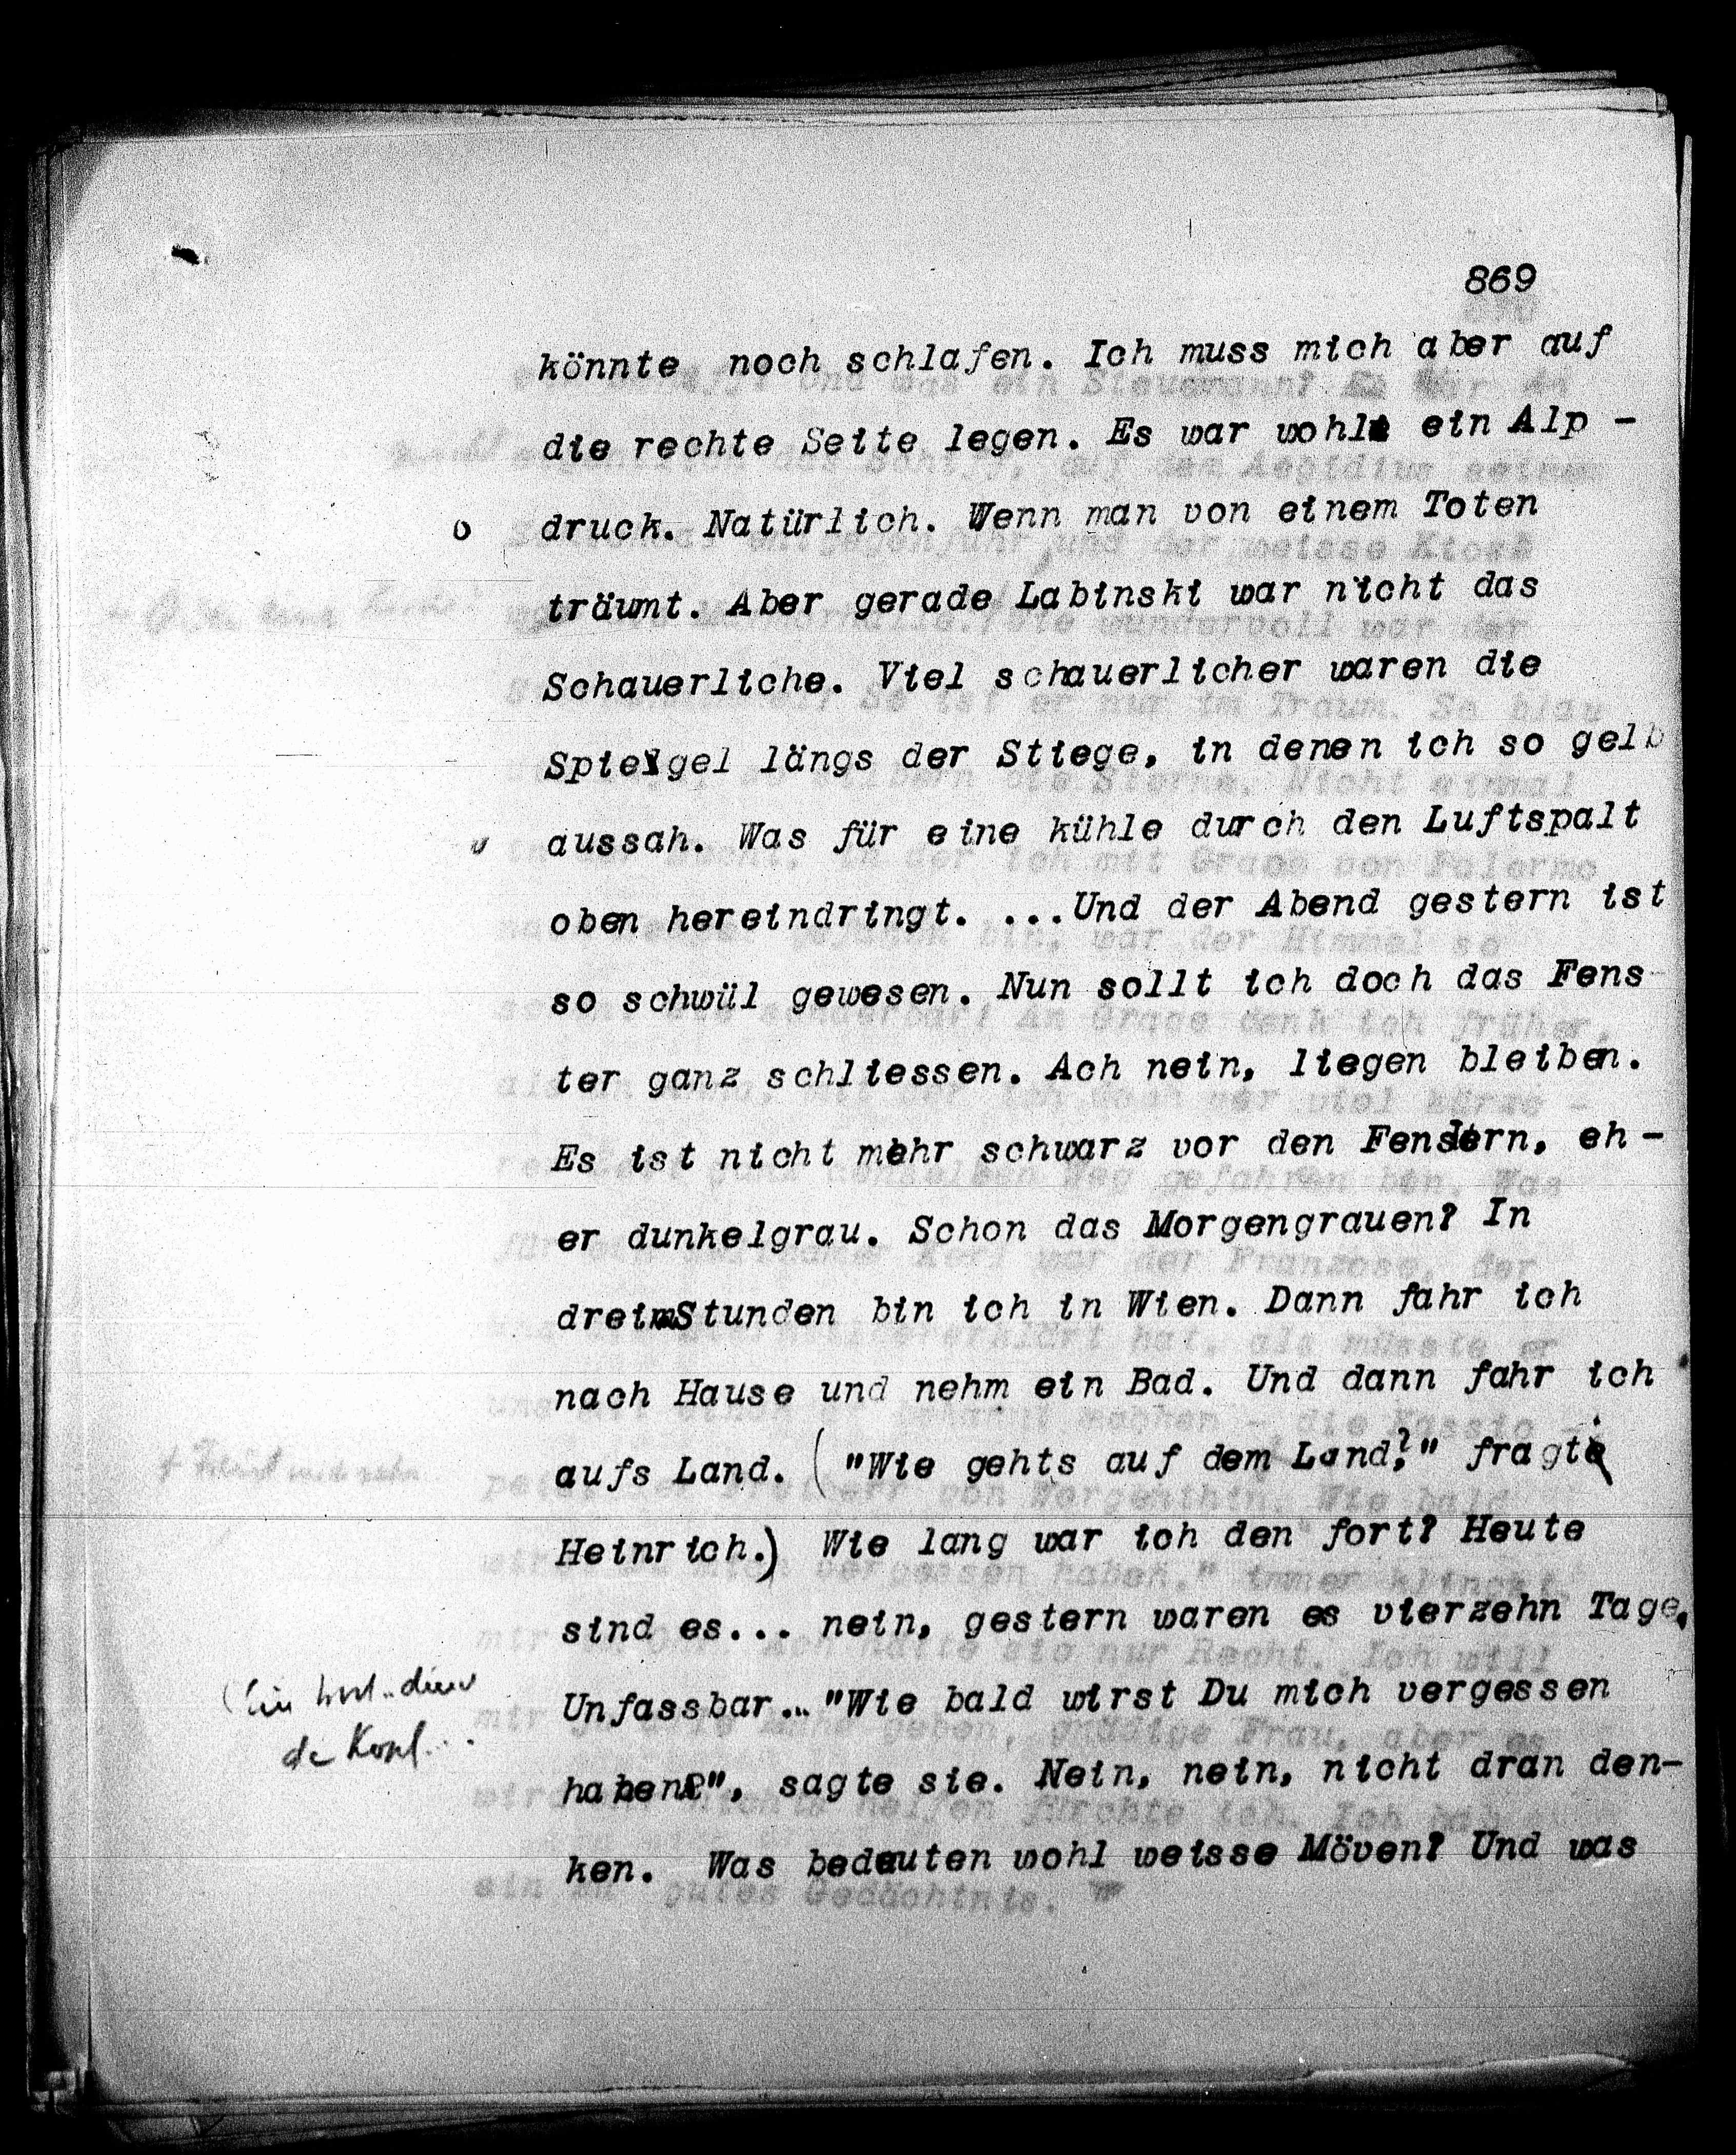 869
könnte noch schlafen. Ich muss mich aber auf
die rechte Seite legen. Es war wohl ein Alp -
o druck. Natürlich. Wenn man von einem Toten
träumt. Aber gerade Labinski war nicht das
Schauerliche. Viel schauerlicher waren die
Spiegel längs der Stiege, in denen ich so gelb
aussah. Was für eine kühle durch den Luftspalt
oben hereindringt. ...Und der Abend gestern ist
so schwül gewesen. Nun sollt ich doch das Fens
ter ganz schliessen. Ach nein, liegen bleiben.
Es ist nicht mehr schwarz vor den Fenstern, eh -
er dunkelgrau. Schon das Morgengrauen? In
drei Stunden bin ich in Wien. Dann fahr ich
nach Hause und nehm ein Bad. Und dann fahr ich
aufs Land. ( "Wie gehts auf dem Land?" fragte
Heinrich.) Wie lang war ich den fort? Heute
sind es... nein, gestern waren es vierzehn Tage.
Unfassbar... "Wie bald wirst Du mich vergessen
haben?", sagte sie. Nein, nein, nicht dran den-
ken. Was bedeuten wohl weisse Möven? Und was